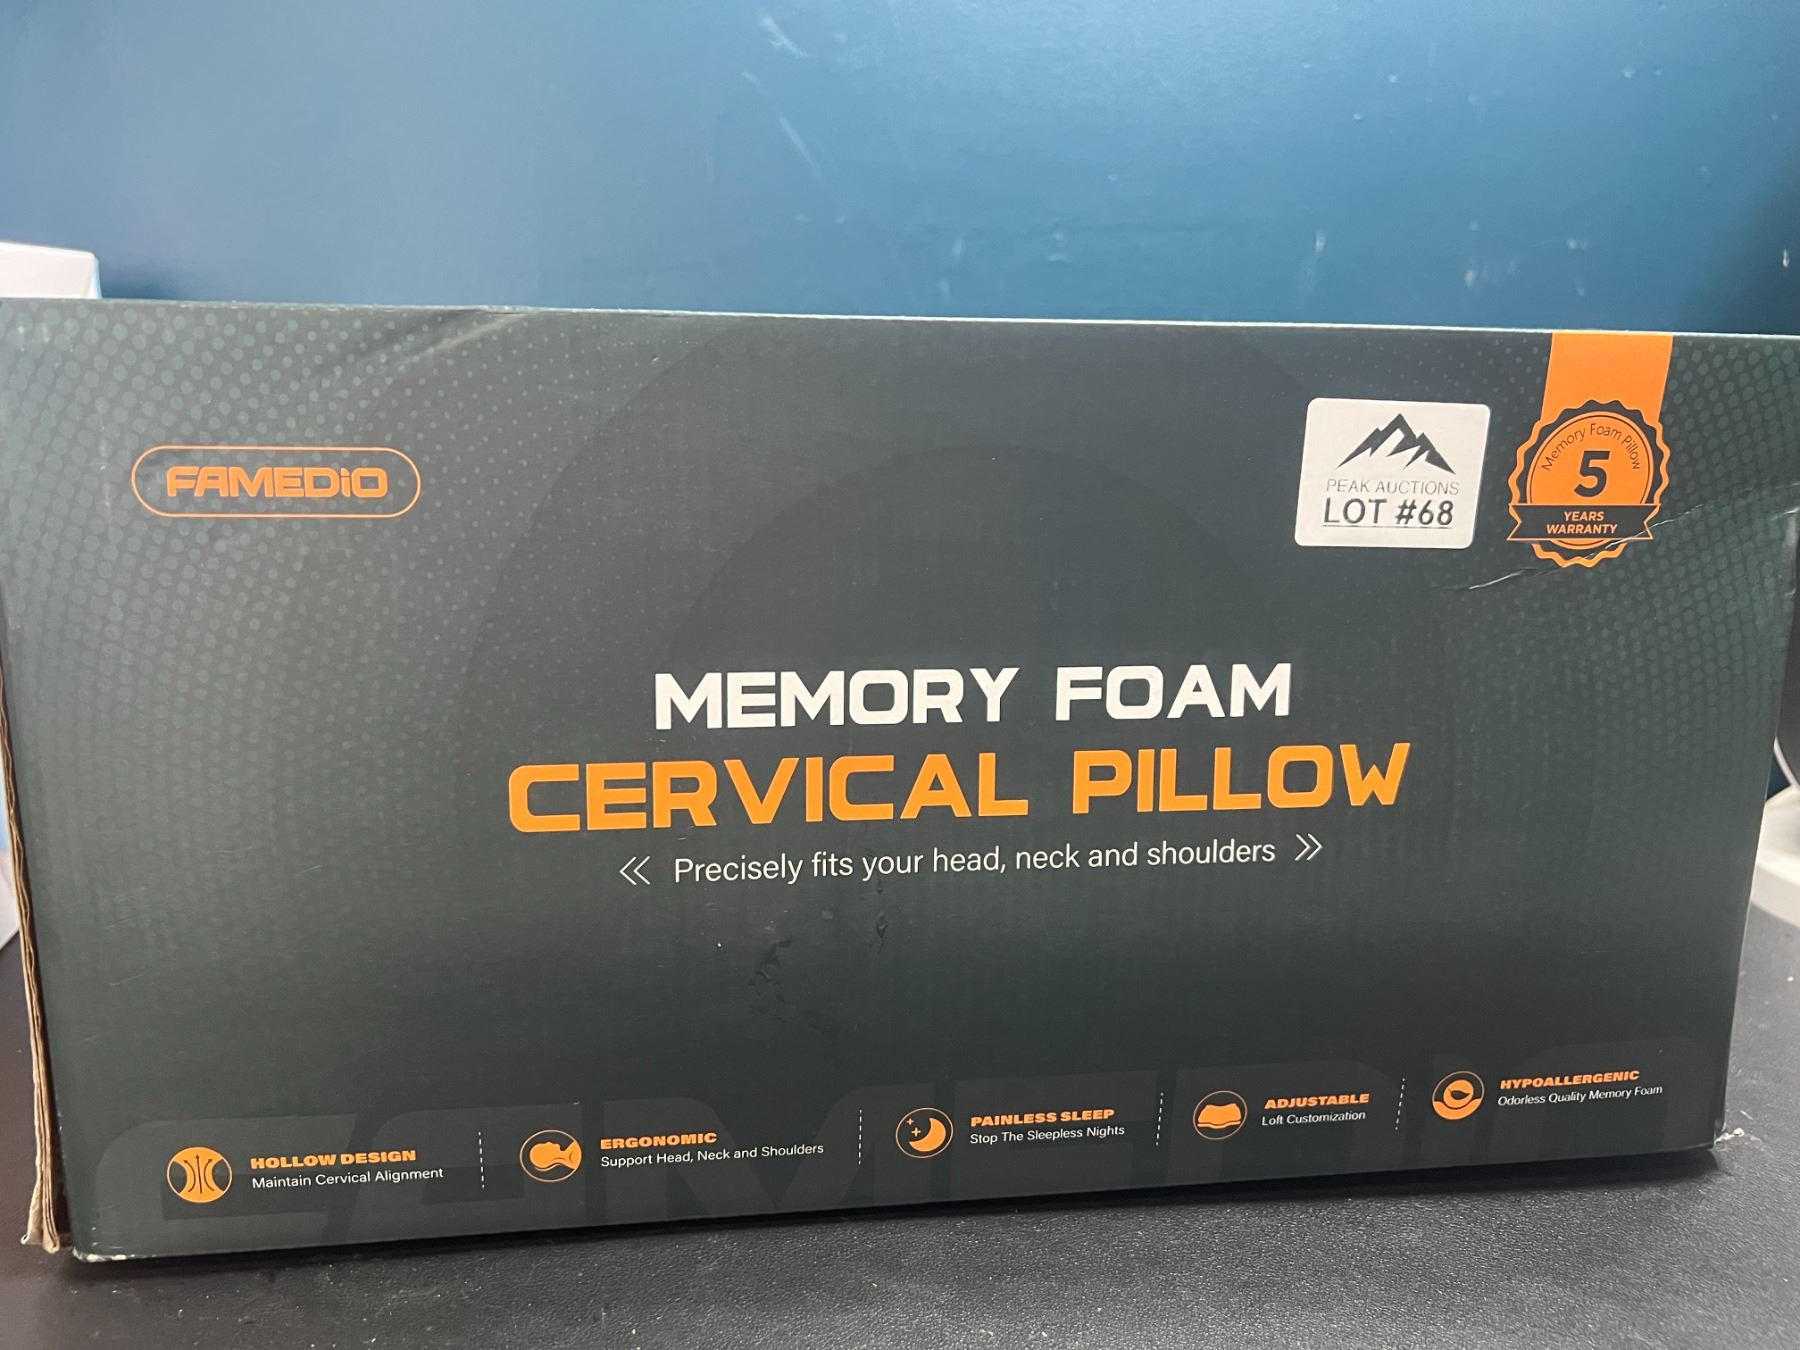 FAMEDiO
PEAK AUCTIONS
LOT #68
Memory Foam Pillow
5
YEARS
WARRANTY
MEMORY FOAM
CERVICAL PILLOW
« Precisely fits your head, neck and shoulders »
HOLLOW DESIGN
Maintain Cervical Alignment
ERGONOMIC
Support Head, Neck and Shoulders
PAINLESS SLEEP
Stop The Sleepless Nights
ADJUSTABLE
Loft Customization
HYPOALLERGENIC
Odorless Quality Memory Foam
FAMEDIO